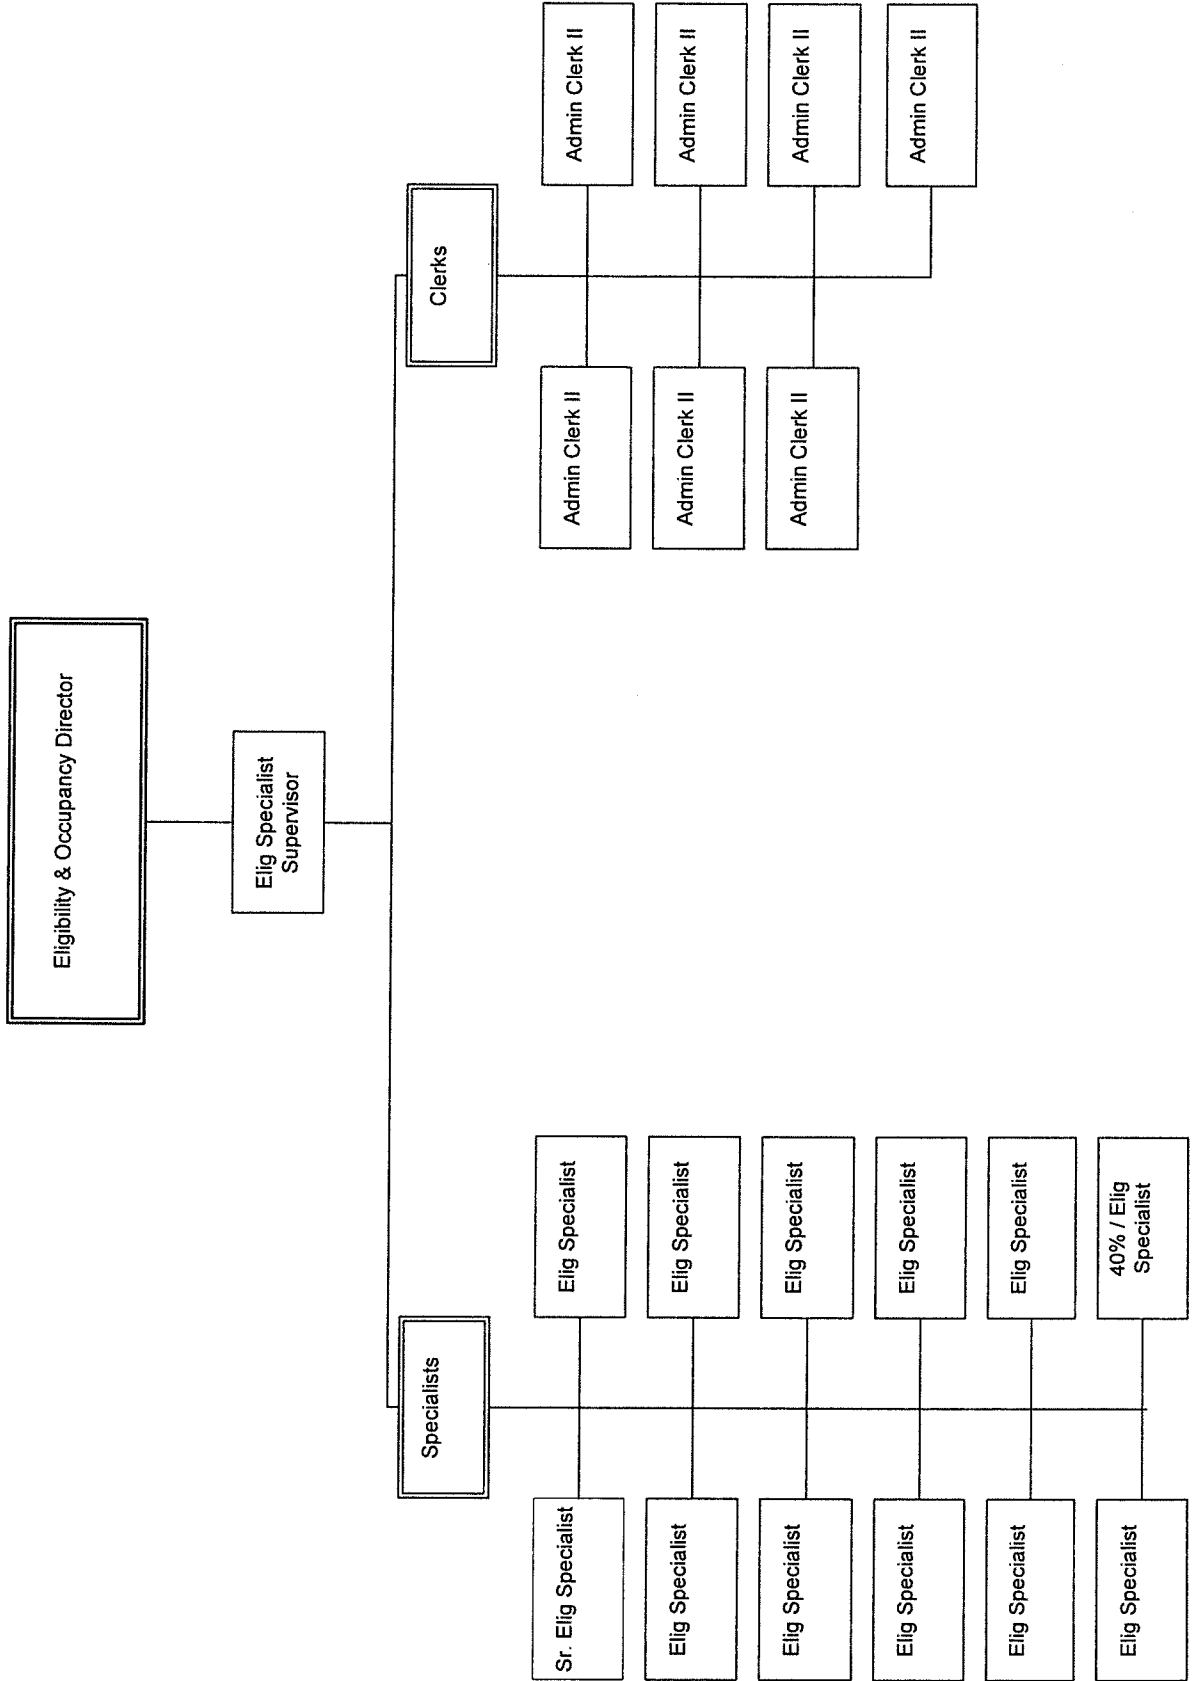 Eligibility & Occupancy Director
Elig Specialist
Supervisor
Specialists
Clerks
Sr. Elig Specialist
Elig Specialist
Elig Specialist
Elig Specialist
Elig Specialist
Elig Specialist
Elig Specialist
Elig Specialist
Elig Specialist
Elig Specialist
Elig Specialist
40% / Elig
Specialist
Admin Clerk II
Admin Clerk II
Admin Clerk II
Admin Clerk II
Admin Clerk II
Admin Clerk II
Admin Clerk II